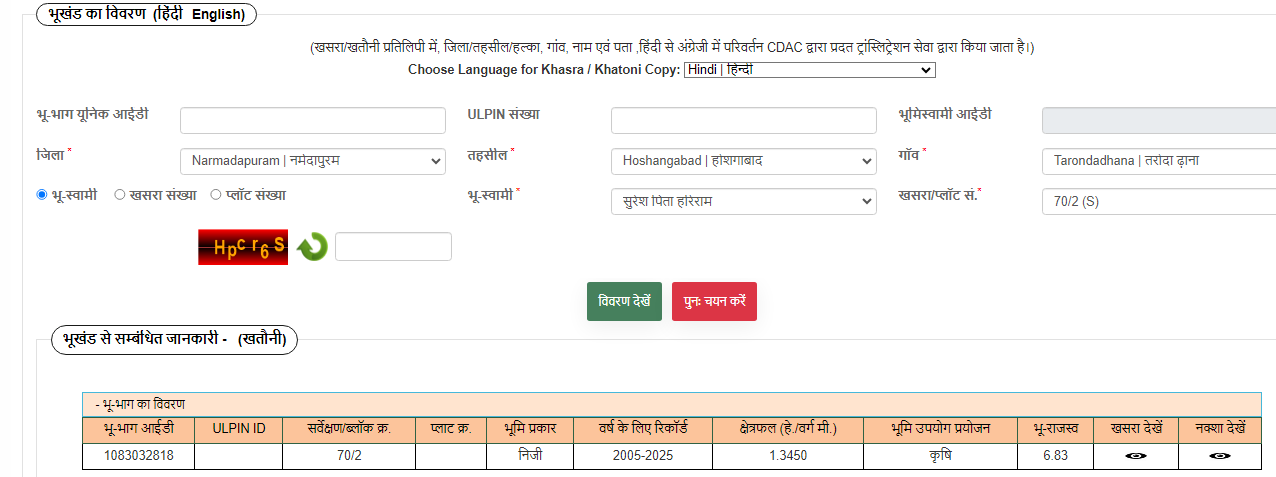 भूखंड का विवरण (हिंदी English)
(खसरा/खतौनी प्रतिलिपी में, जिला/तहसील/हल्का, गांव, नाम एवं पता ,हिंदी से अंग्रेजी में परिवर्तन CDAC द्वारा प्रदत ट्रांस्लिट्रेशन सेवा द्वारा किया जाता है।)
Choose Language for Khasra / Khatoni Copy: Hindi | हिन्दी
भू-भाग यूनिक आईडी ULPIN संख्या भूमिस्वामी आईडी
जिला * Narmadapuram | नर्मदापुरम तहसील * Hoshangabad | होशंगाबाद गाँव * Tarondadhana | तरोंदा ढ़ाना
भू-स्वामी खसरा संख्या प्लॉट संख्या भू-स्वामी * सुरेश पिता हरिराम खसरा/प्लॉट सं.* 70/2 (S)
Hpcr6S
विवरण देखें पुनः चयन करें
भूखंड से सम्बंधित जानकारी - (खतौनी)
- भू-भाग का विवरण
भू-भाग आईडी ULPIN ID सर्वेक्षण/ब्लॉक क्र. प्लाट क्र. भूमि प्रकार वर्ष के लिए रिकॉर्ड क्षेत्रफल (हे./वर्ग मी.) भूमि उपयोग प्रयोजन भू-राजस्व खसरा देखें नक्शा देखें
1083032818 70/2 निजी 2005-2025 1.3450 कृषि 6.83